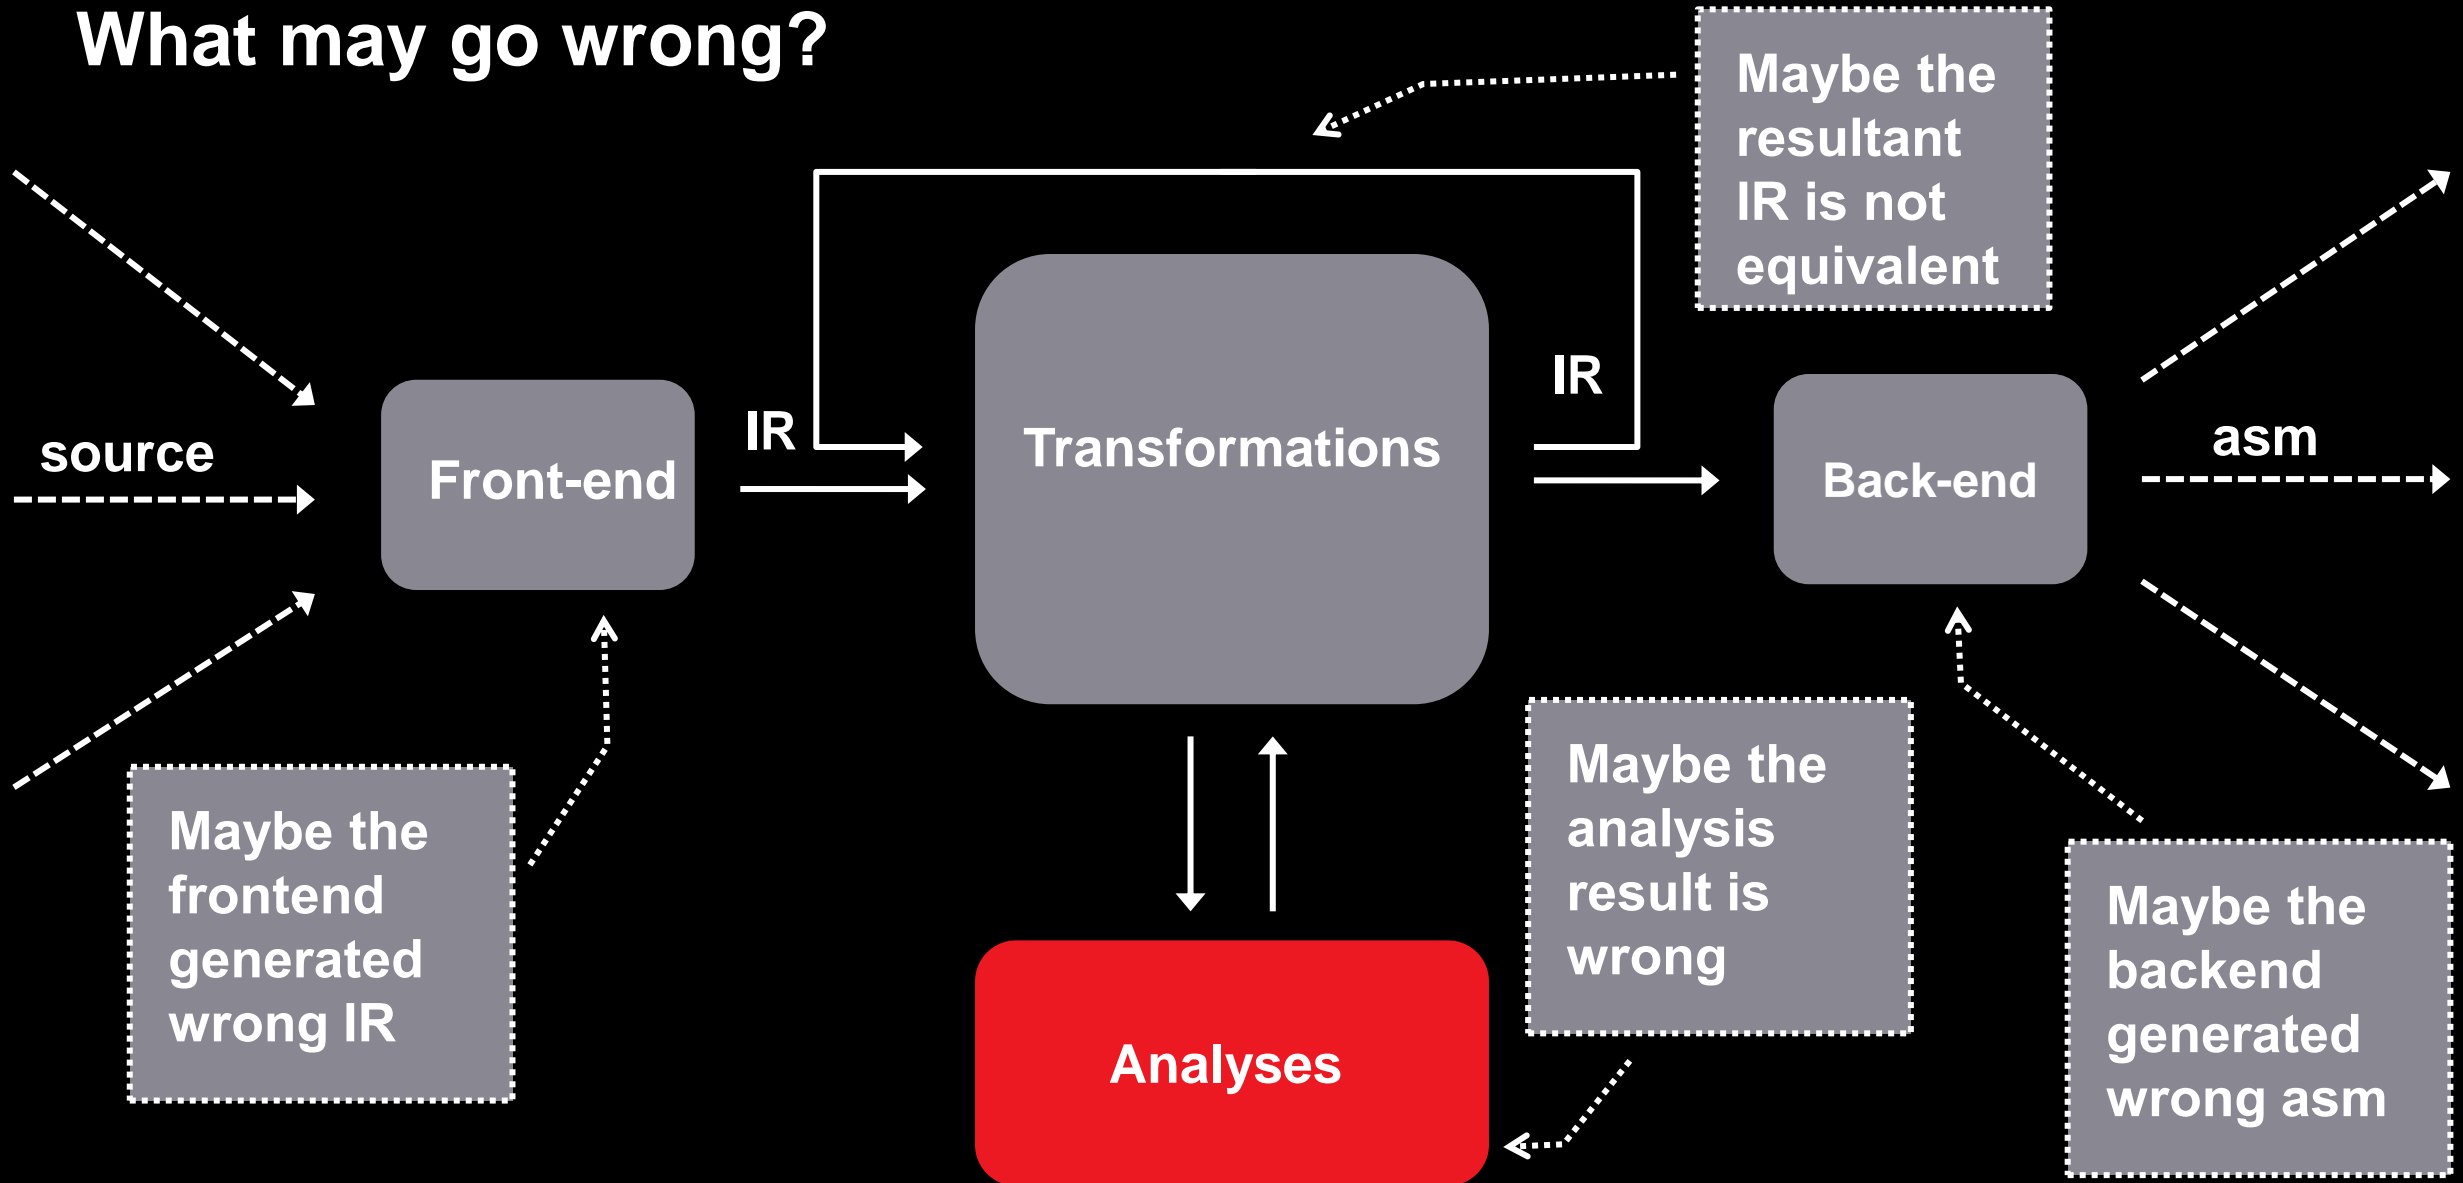 What may go wrong?
Maybe the
resultant
IR is not
equivalent
source
Front-end
IR
Transformations
IR
Back-end
asm
Maybe the
frontend
generated
wrong IR
Analyses
Maybe the
analysis
result is
wrong
Maybe the
backend
generated
wrong asm